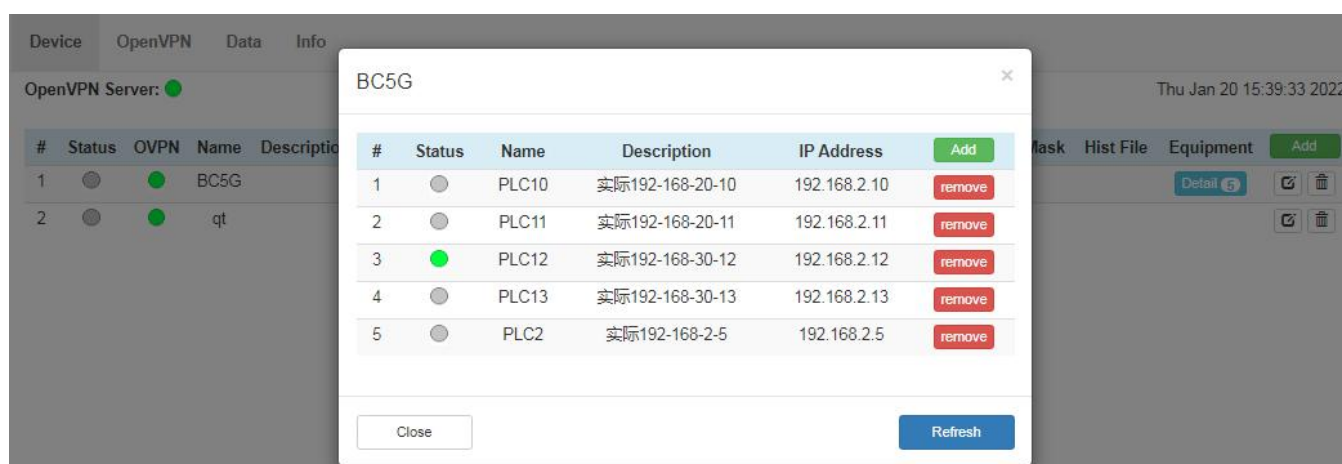 Device OpenVPN Data Info
BC5G ×
OpenVPN Server: Thu Jan 20 15:39:33 2022
# Status OVPN Name Descriptio Mask Hist File Equipment Add
1 BC5G Detail 5
2 qt
# Status Name Description IP Address Add
1 PLC10 实际192-168-20-10 192.168.2.10 remove
2 PLC11 实际192-168-20-11 192.168.2.11 remove
3 PLC12 实际192-168-30-12 192.168.2.12 remove
4 PLC13 实际192-168-30-13 192.168.2.13 remove
5 PLC2 实际192-168-2-5 192.168.2.5 remove
Close Refresh